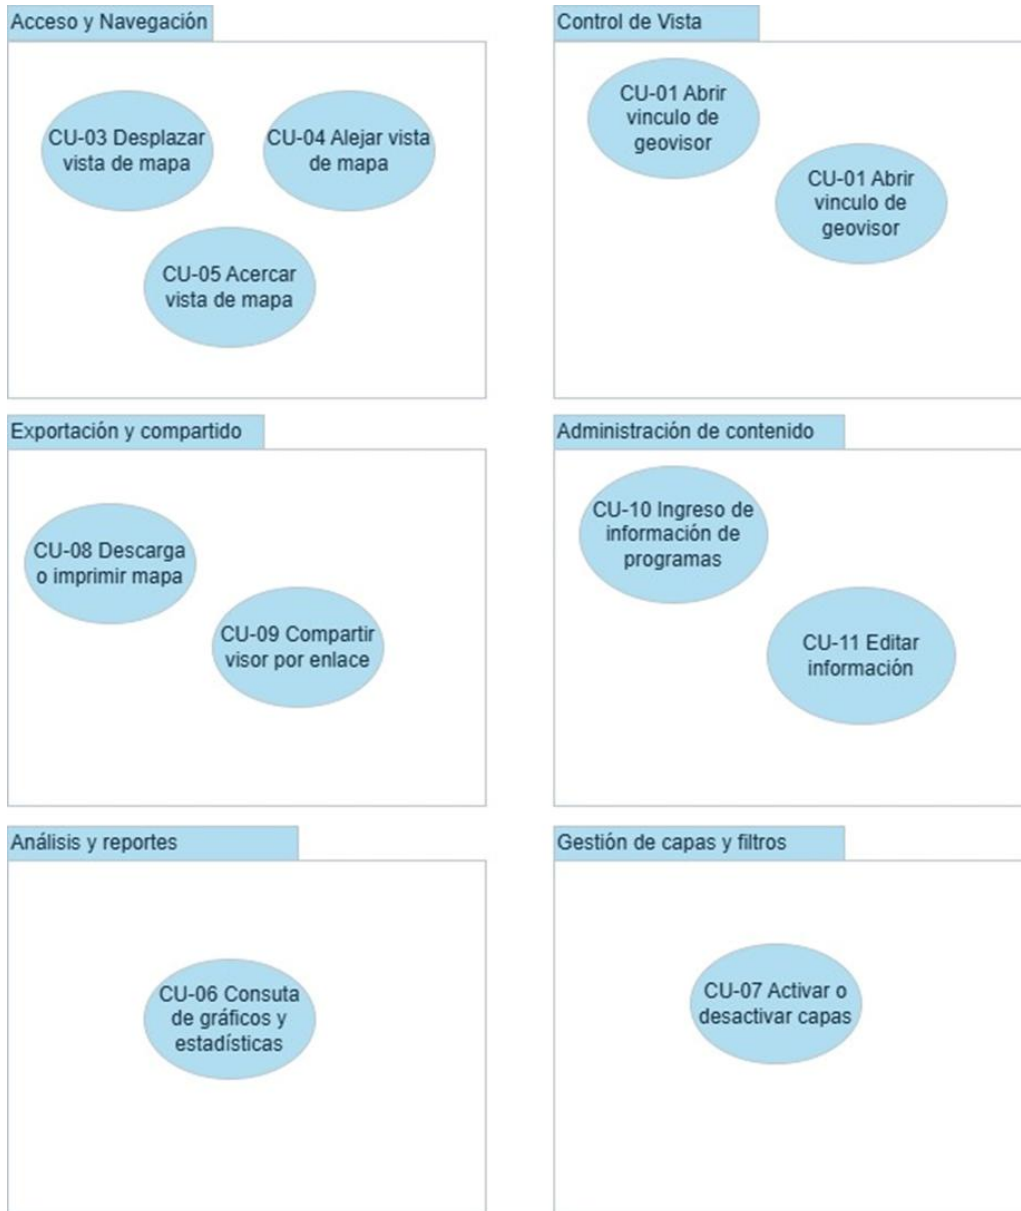 Acceso y Navegación
CU-03 Desplazar
vista de mapa
CU-04 Alejar vista
de mapa
CU-05 Acercar
vista de mapa
Control de Vista
CU-01 Abrir
vinculo de
geovisor
CU-01 Abrir
vinculo de
geovisor
Exportación y compartido
CU-08 Descarga
o imprimir mapa
CU-09 Compartir
visor por enlace
Administración de contenido
CU-10 Ingreso de
información de
programas
CU-11 Editar
información
Análisis y reportes
CU-06 Consuta
de gráficos y
estadísticas
Gestión de capas y filtros
CU-07 Activar o
desactivar capas